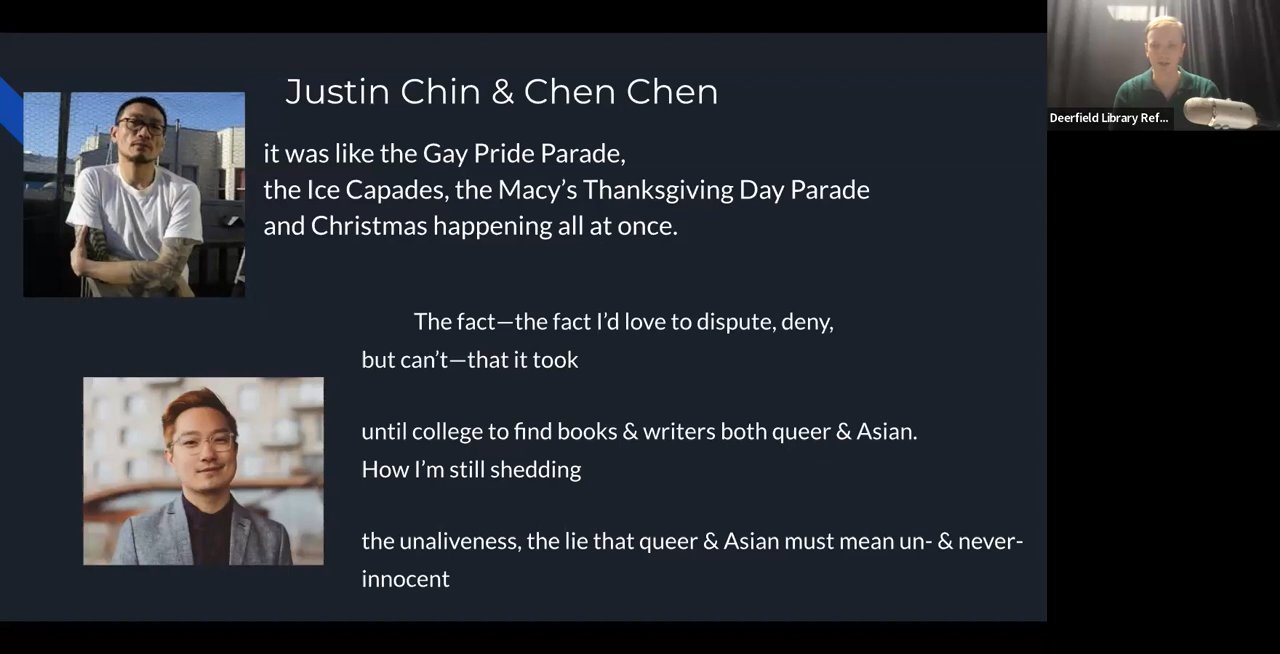 Justin Chin & Chen Chen
it was like the Gay Pride Parade,
the Ice Capades, the Macy’s Thanksgiving Day Parade
and Christmas happening all at once.
The fact—the fact I’d love to dispute, deny,
but can’t—that it took
until college to find books & writers both queer & Asian.
How I’m still shedding
the unaliveness, the lie that queer & Asian must mean un- & never-
innocent
Deerfield Library Ref...